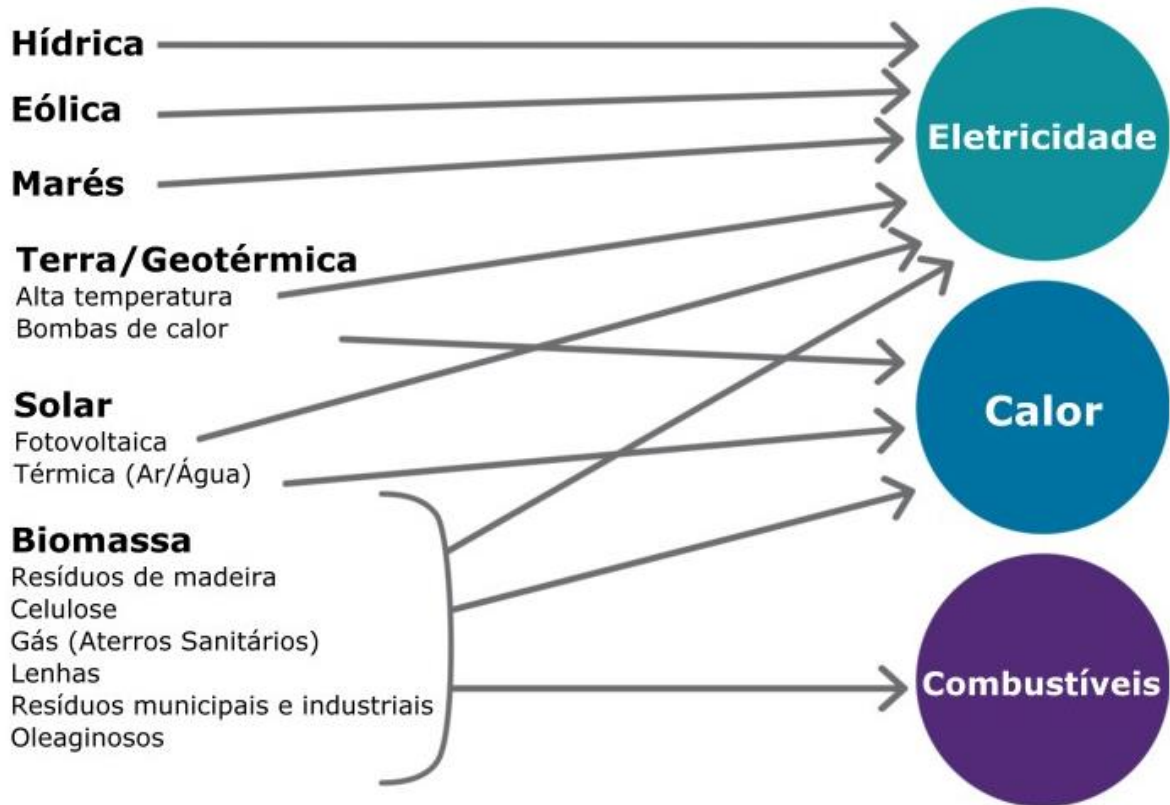 Hídrica
Eólica
Marés
Terra/Geotérmica
Alta temperatura
Bombas de calor
Solar
Fotovoltaica
Térmica (Ar/Água)
Biomassa
Resíduos de madeira
Celulose
Gás (Aterros Sanitários)
Lenhas
Resíduos municipais e industriais
Oleaginosos
Eletricidade
Calor
Combustíveis